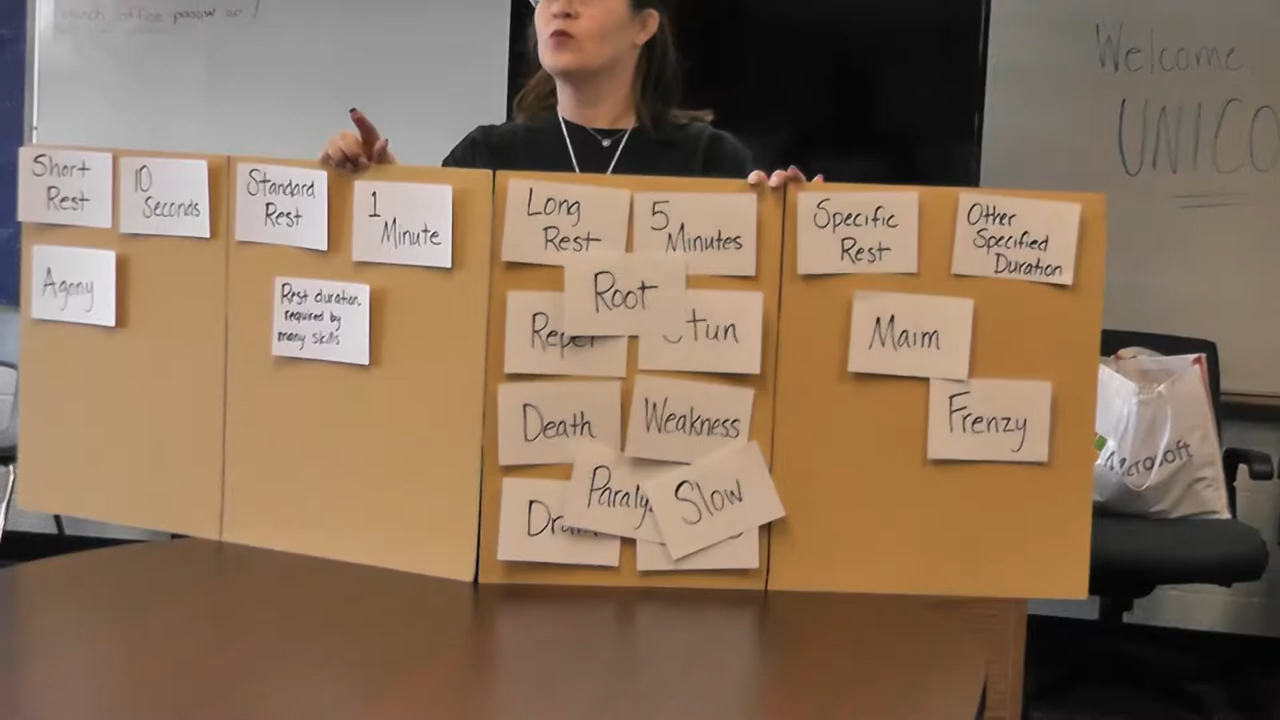 Welcome
UNICO
Short
Rest
10
Seconds
Agony
Standard
Rest
1
Minute
Rest duration
required by
many skills
Long
Rest
5
Minutes
Root
Death
Weakness
Slow
Specific
Rest
Other
Specified
Duration
Maim
Frenzy
Microsoft